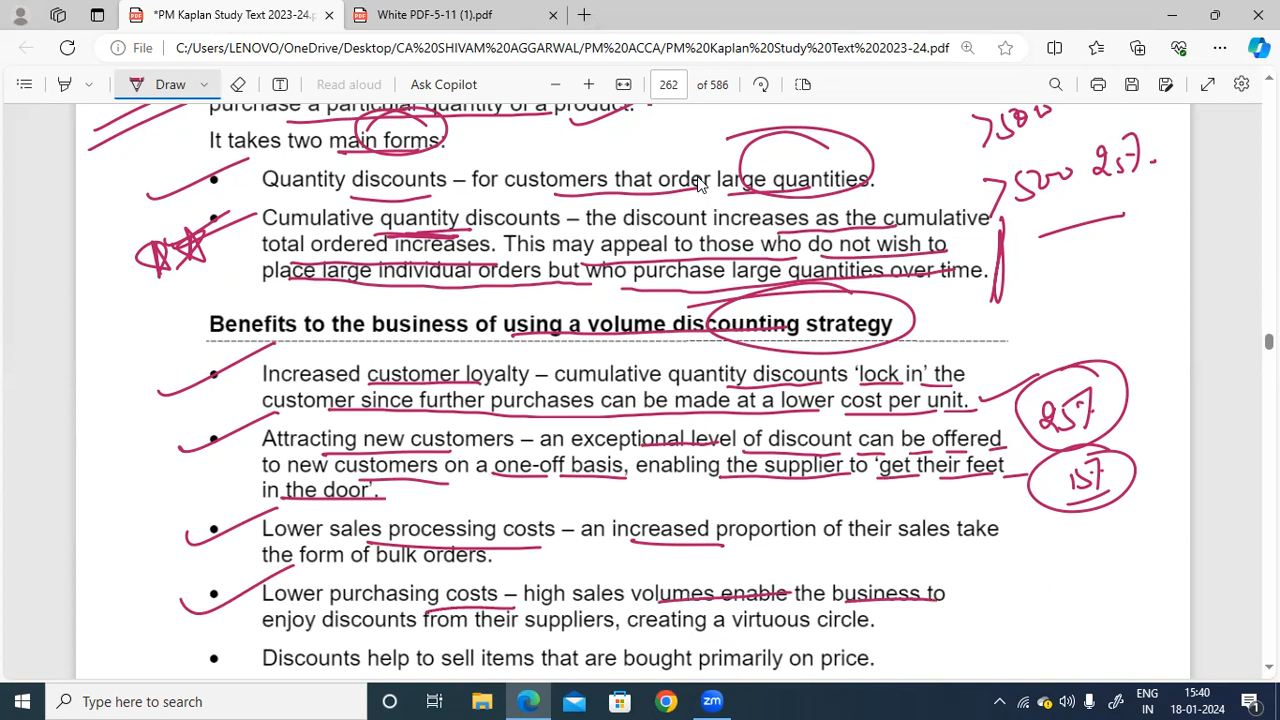 *PM Kaplan Study Text 2023-24.
White PDF-5-11 (1).pdf
File
C:/Users/LENOVO/OneDrive/Desktop/CA%20SHIVAM%20AGGARWAL/PM%20ACCA/PM%20Kaplan%20Study%20Text%202023-24.pdf
Draw
Read aloud
Ask Copilot
262
of 586
purchase a particular quantity of a product.
It takes two main forms:
• Quantity discounts – for customers that order large quantities.
>500 25%
• Cumulative quantity discounts – the discount increases as the cumulative
total ordered increases. This may appeal to those who do not wish to
place large individual orders but who purchase large quantities over time.
Benefits to the business of using a volume discounting strategy
• Increased customer loyalty – cumulative quantity discounts ‘lock in’ the
customer since further purchases can be made at a lower cost per unit.
25%
• Attracting new customers – an exceptional level of discount can be offered
to new customers on a one-off basis, enabling the supplier to ‘get their feet
in the door’.
15%
• Lower sales processing costs – an increased proportion of their sales take
the form of bulk orders.
• Lower purchasing costs – high sales volumes enable the business to
enjoy discounts from their suppliers, creating a virtuous circle.
• Discounts help to sell items that are bought primarily on price.
Type here to search
zm
ENG
IN
15:40
18-01-2024